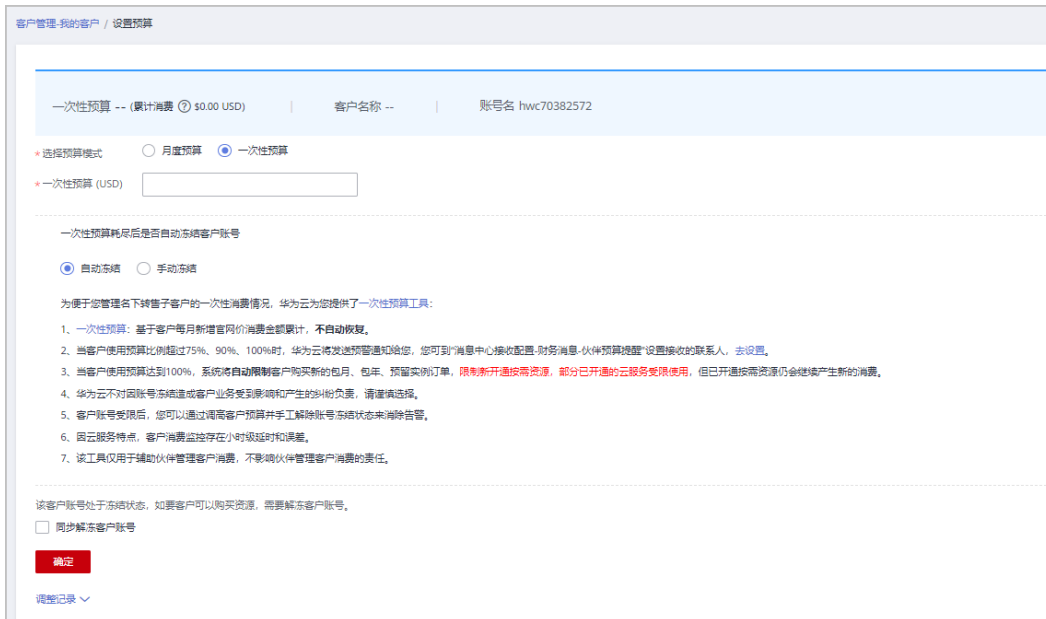 客户管理-我的客户 / 设置预算
一次性预算 -- (累计消费 ? $0.00 USD) | 客户名称 -- | 账号名 hwc70382572
* 选择预算模式 月度预算 一次性预算
* 一次性预算 (USD)
一次性预算耗尽后是否自动冻结客户账号
自动冻结 手动冻结
为便于您管理名下转售子客户的一次性消费情况，华为云为您提供了一次性预算工具：
1、一次性预算：基于客户每月新增官网价消费金额累计，不自动恢复。
2、当客户使用预算比例超过75%、90%、100%时，华为云将发送预警通知给您，您可到“消息中心接收配置-财务消息-伙伴预算提醒”设置接收的联系人，去设置。
3、当客户使用预算达到100%，系统将自动限制客户购买新的包月、包年、预留实例订单，限制新开通按需资源，部分已开通的云服务受限使用，但已开通按需资源仍会继续产生新的消费。
4、华为云不对因账号冻结造成客户业务受到影响和产生的纠纷负责，请谨慎选择。
5、客户账号受限后，您可以通过调高客户预算并手工解除账号冻结状态来消除告警。
6、因云服务特点，客户消费监控存在小时级延时和误差。
7、该工具仅用于辅助伙伴管理客户消费，不影响伙伴管理客户消费的责任。
该客户账号处于冻结状态，如要客户可以购买资源，需要解冻客户账号。
同步解冻客户账号
确定
调整记录